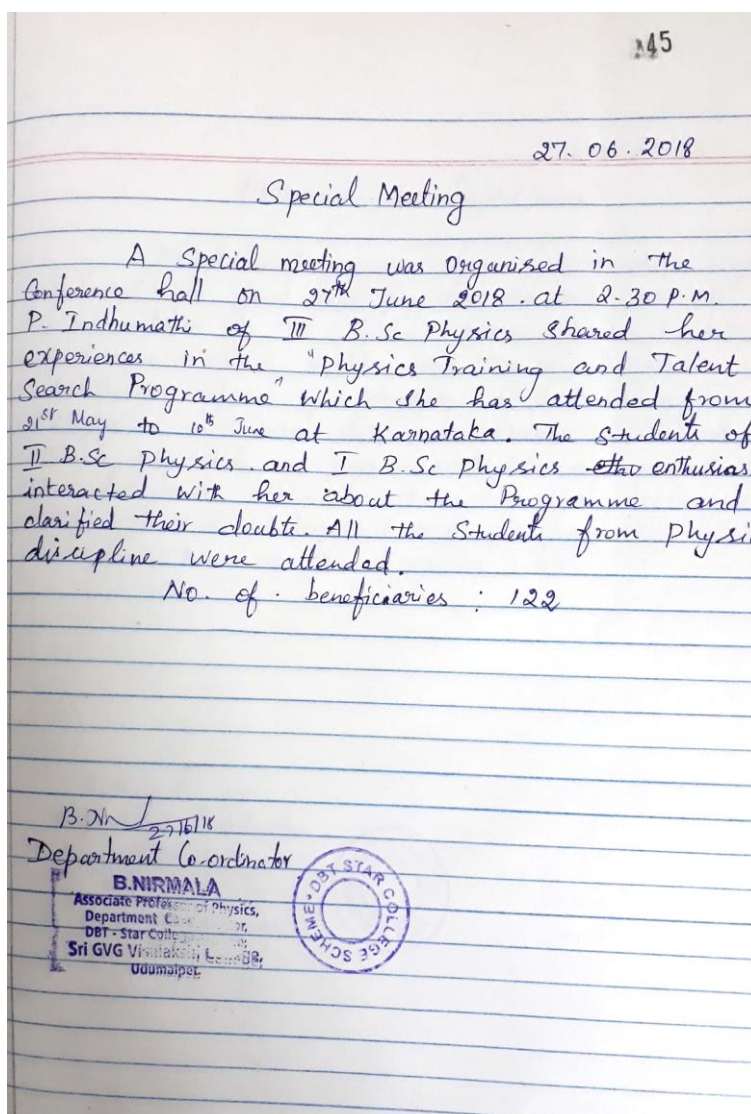 145
27.06.2018
Special Meeting
A Special meeting was Organised in the
Conference hall on 27th June 2018. at 2.30 P.M.
P. Indhumathi of III B.Sc Physics Shared her
experiences in the "Physics Training and Talent
Search Programme" which she has attended from
21st May to 10th June at Karnataka. The Students of
II B.Sc Physics and I B.Sc Physics enthusias
interacted with her about the Programme and
clarified their doubts. All the Students from Physi
discipline were attended.
No. of. beneficiaries : 122
27/6/18
Department Co-ordinator
B.NIRMALA
Associate Professor of Physics,
Department
DBT - Star
Sri GVG
Udumalpet.
DBT STAR COLLEGE SCHEME